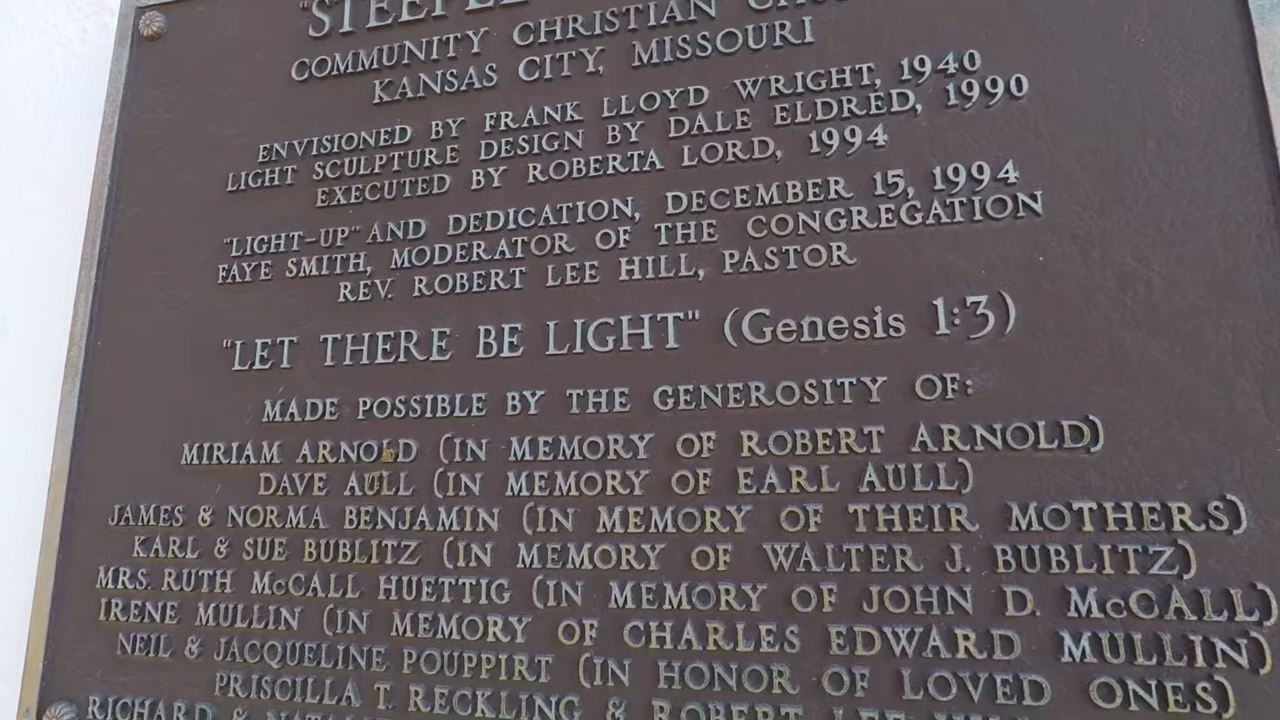 "STEEPLE
COMMUNITY CHRISTIAN
KANSAS CITY, MISSOURI
ENVISIONED BY FRANK LLOYD WRIGHT, 1940
LIGHT SCULPTURE DESIGN BY DALE ELDRED, 1990
EXECUTED BY ROBERTA LORD, 1994
"LIGHT-UP" AND DEDICATION, DECEMBER 15, 1994
FAYE SMITH, MODERATOR OF THE CONGREGATION
REV. ROBERT LEE HILL, PASTOR
"LET THERE BE LIGHT" (Genesis 1:3)
MADE POSSIBLE BY THE GENEROSITY OF:
MIRIAM ARNOLD (IN MEMORY OF ROBERT ARNOLD)
DAVE AULL (IN MEMORY OF EARL AULL)
JAMES & NORMA BENJAMIN (IN MEMORY OF THEIR MOTHERS)
KARL & SUE BUBLITZ (IN MEMORY OF WALTER J. BUBLITZ)
MRS. RUTH McCALL HUETTIG (IN MEMORY OF JOHN D. McCALL)
IRENE MULLIN (IN MEMORY OF CHARLES EDWARD MULLIN)
NEIL & JACQUELINE POUPPIRT (IN HONOR OF LOVED ONES)
PRISCILLA T. RECKLING & ROBERT LEE
RICHARD &